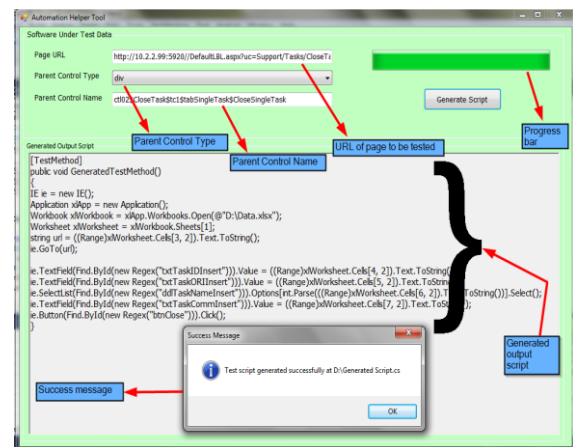 Automation Helper Tool
Software Under Test Data
Page URL
http://10.2.2.99:5920//DefaultLBL.aspx?uc=Support/Tasks/CloseTa
Parent Control Type
div
Parent Control Name
ctl02$CloseTask$tc1$tabSingleTask$CloseSingleTask
Generate Script
Parent Control Type
Parent Control Name
URL of page to be tested
Progress
bar
Generated Output Script
[TestMethod]
public void GeneratedTestMethod()
{
IE ie = new IE();
Application xlApp = new Application();
Workbook xlWorkbook = xlApp.Workbooks.Open(@"D:\Data.xlsx");
Worksheet xlWorksheet = xlWorkbook.Sheets[1];
string url = ((Range)xlWorksheet.Cells[3, 2]).Text.ToString();
ie.GoTo(url);
ie.TextField(Find.ById(new Regex("txtTaskIDInsert"))).Value = ((Range)xlWorksheet.Cells[4, 2]).Text.ToString(
ie.TextField(Find.ById(new Regex("txtTaskORIInsert"))).Value = ((Range)xlWorksheet.Cells[5, 2]).Text.ToString(
ie.SelectList(Find.ById(new Regex("ddlTaskNameInsert"))).Options[int.Parse(((Range)xlWorksheet.Cells[6, 2]).T ToString())].Select();
ie.TextField(Find.ById(new Regex("txtTaskCommInsert"))).Value = ((Range)xlWorksheet.Cells[7, 2]).Text.To
ie.Button(Find.ById(new Regex("btnClose"))).Click();
}
Success Message
Test script generated successfully at D:\Generated Script.cs
OK
Success message
Generated
output
script